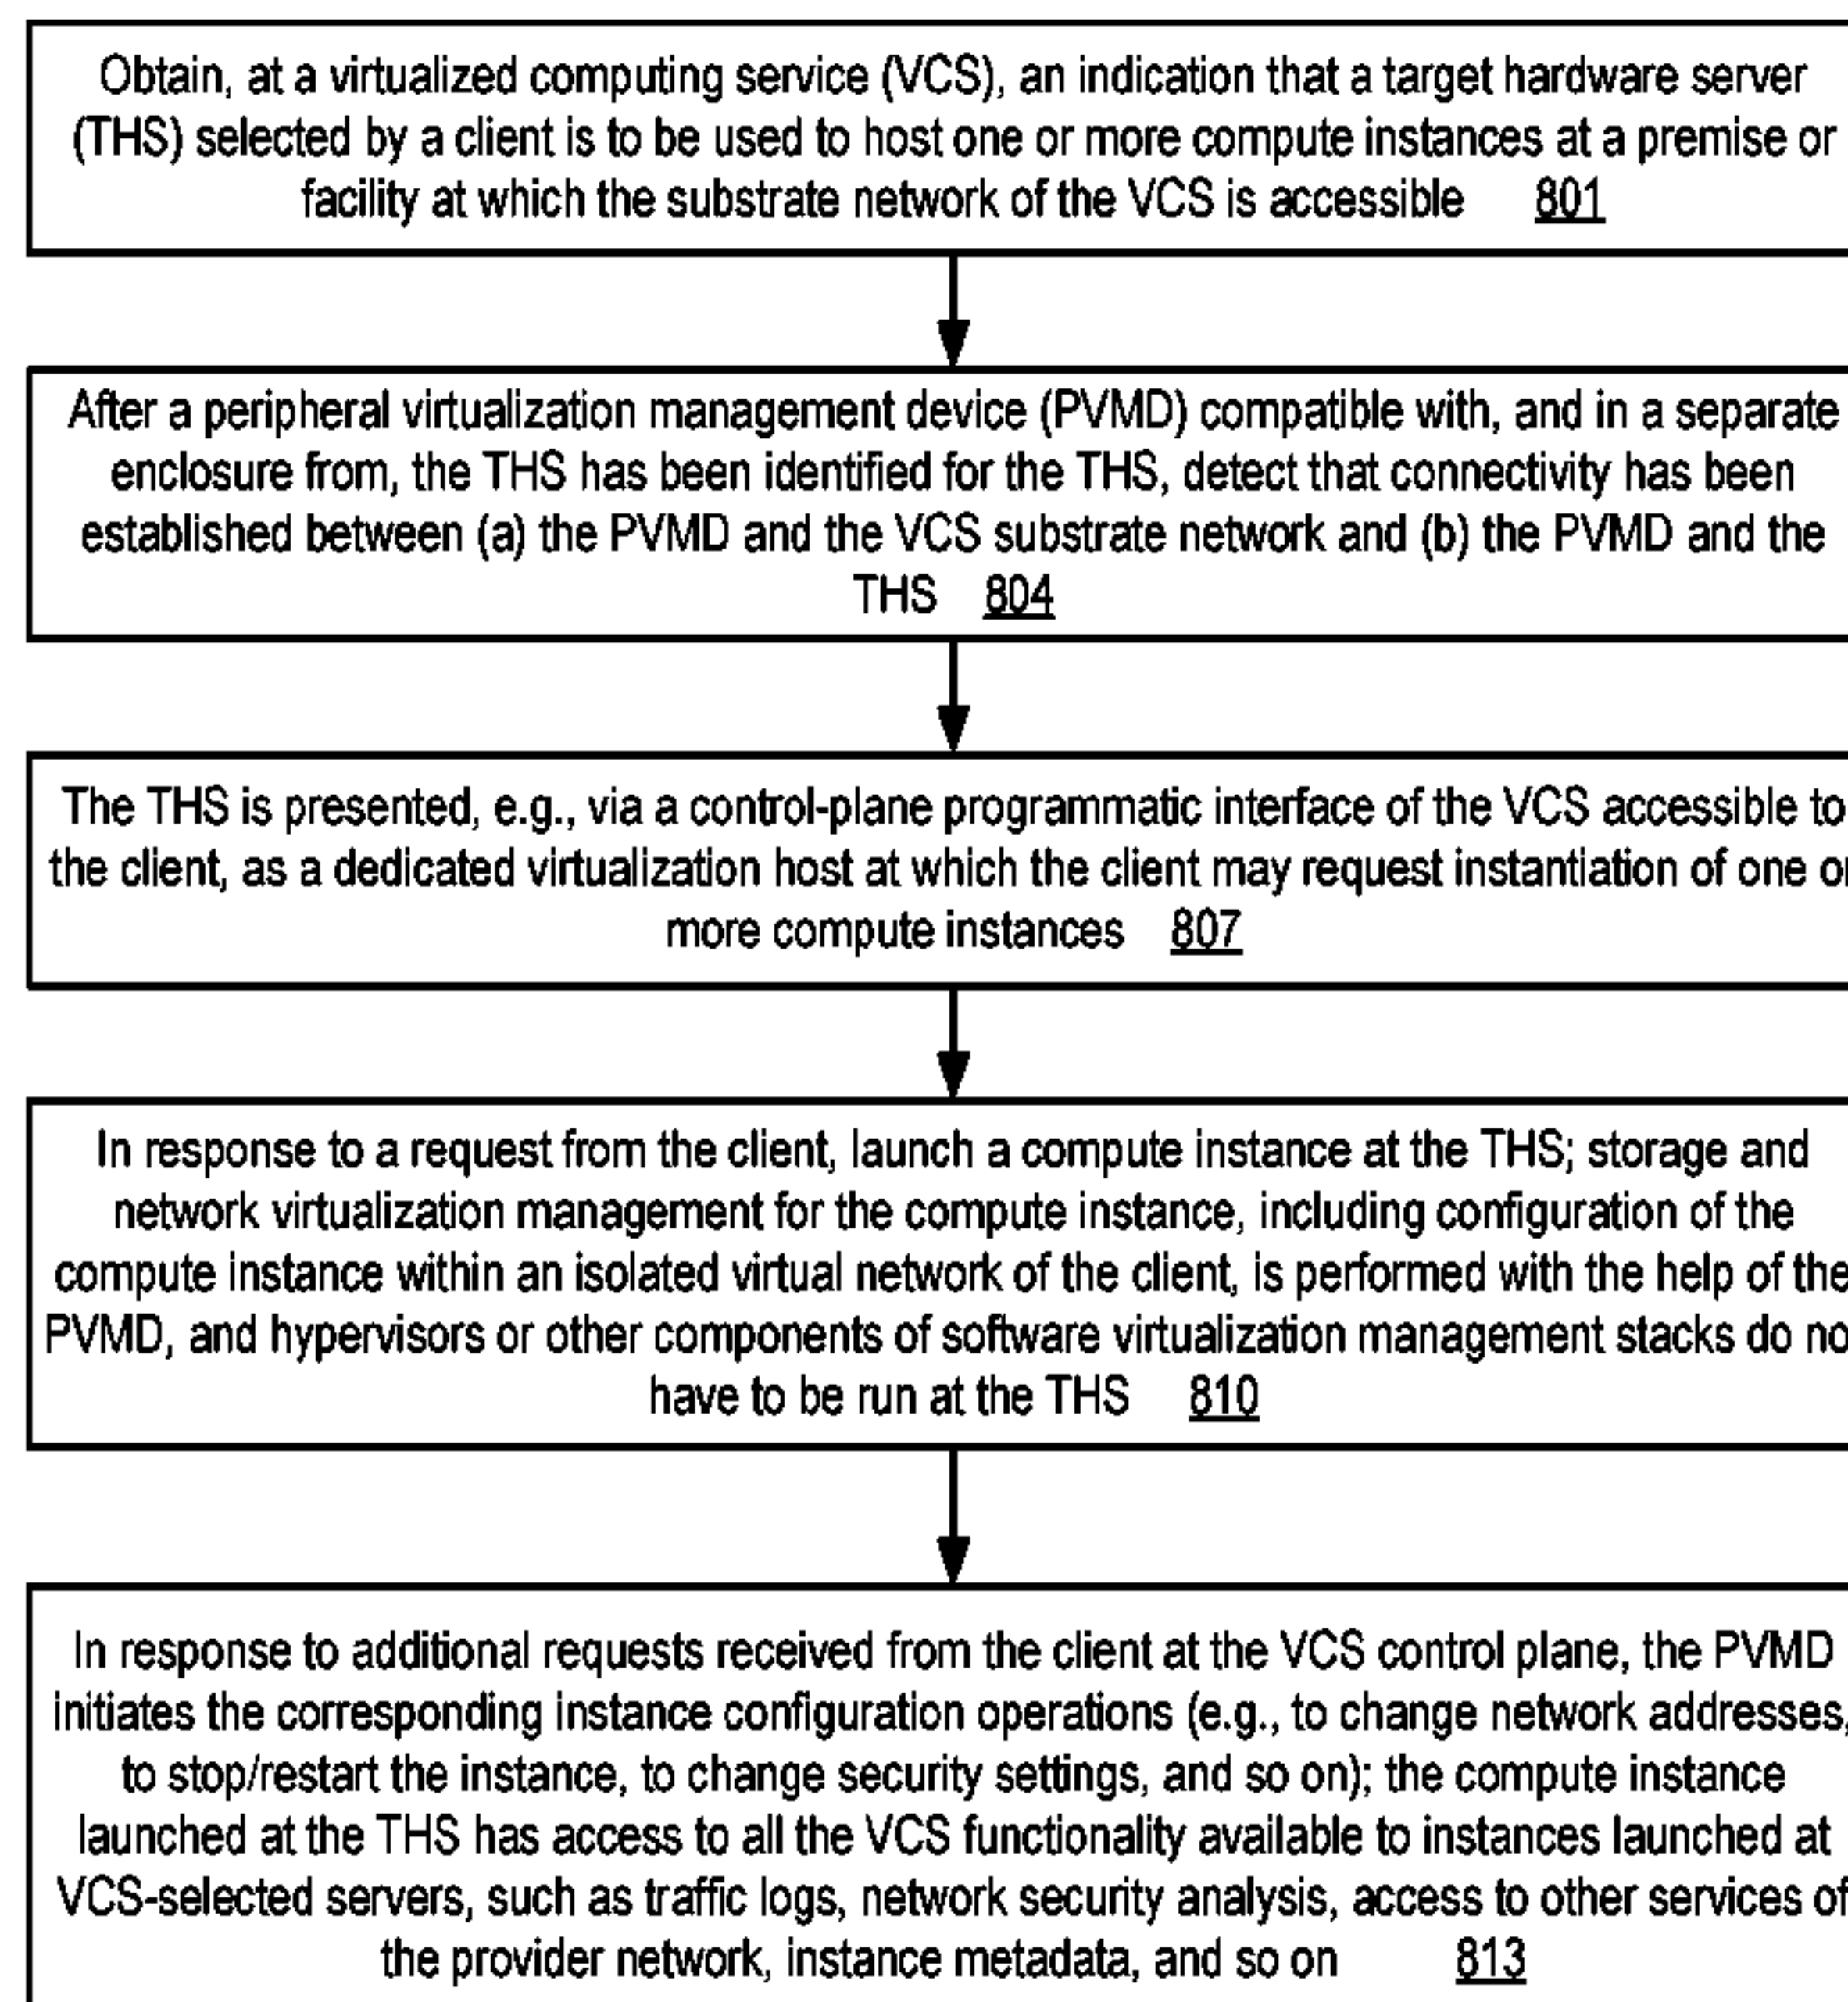 Obtain, at a virtualized computing service (VCS), an indication that a target hardware server
(THS) selected by a client is to be used to host one or more compute instances at a premise or
facility at which the substrate network of the VCS is accessible 801
After a peripheral virtualization management device (PVMD) compatible with, and in a separate
enclosure from, the THS has been identified for the THS, detect that connectivity has been
established between (a) the PVMD and the VCS substrate network and (b) the PVMD and the
THS 804
The THS is presented, e.g., via a control-plane programmatic interface of the VCS accessible to
the client, as a dedicated virtualization host at which the client may request instantiation of one or
more compute instances 807
In response to a request from the client, launch a compute instance at the THS; storage and
network virtualization management for the compute instance, including configuration of the
compute instance within an isolated virtual network of the client, is performed with the help of the
PVMD, and hypervisors or other components of software virtualization management stacks do no
have to be run at the THS 810
In response to additional requests received from the client at the VCS control plane, the PVMD
initiates the corresponding instance configuration operations (e.g., to change network addresses,
to stop/restart the instance, to change security settings, and so on); the compute instance
launched at the THS has access to all the VCS functionality available to instances launched at
VCS-selected servers, such as traffic logs, network security analysis, access to other services of
the provider network, instance metadata, and so on 813